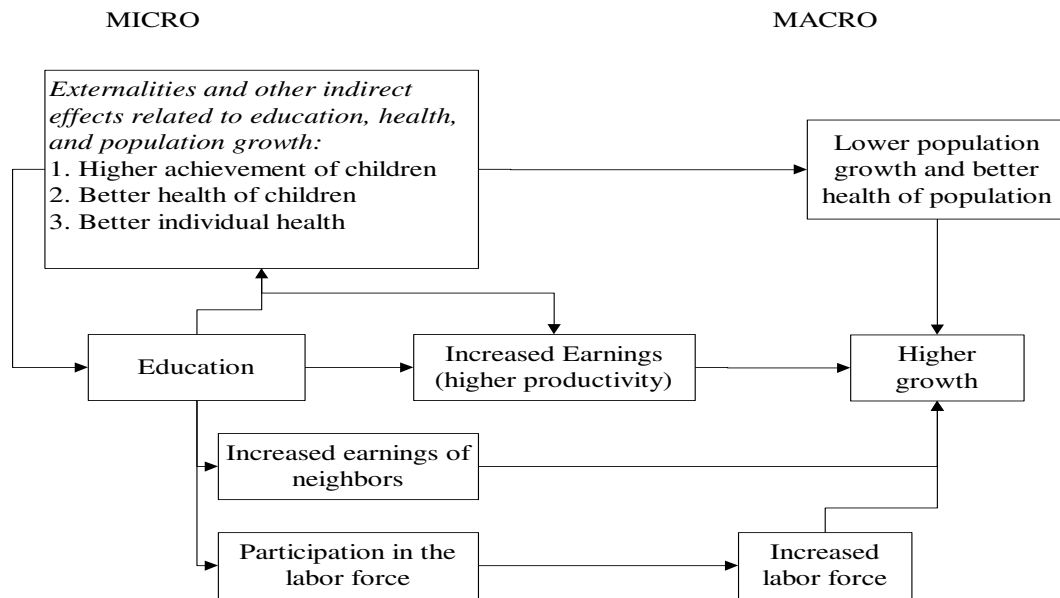 MICRO
MACRO
Externalities and other indirect
effects related to education, health,
and population growth:
1. Higher achievement of children
2. Better health of children
3. Better individual health
Lower population
growth and better
health of population
Education
Increased Earnings
(higher productivity)
Higher
growth
Increased earnings of
neighbors
Participation in the
labor force
Increased
labor force